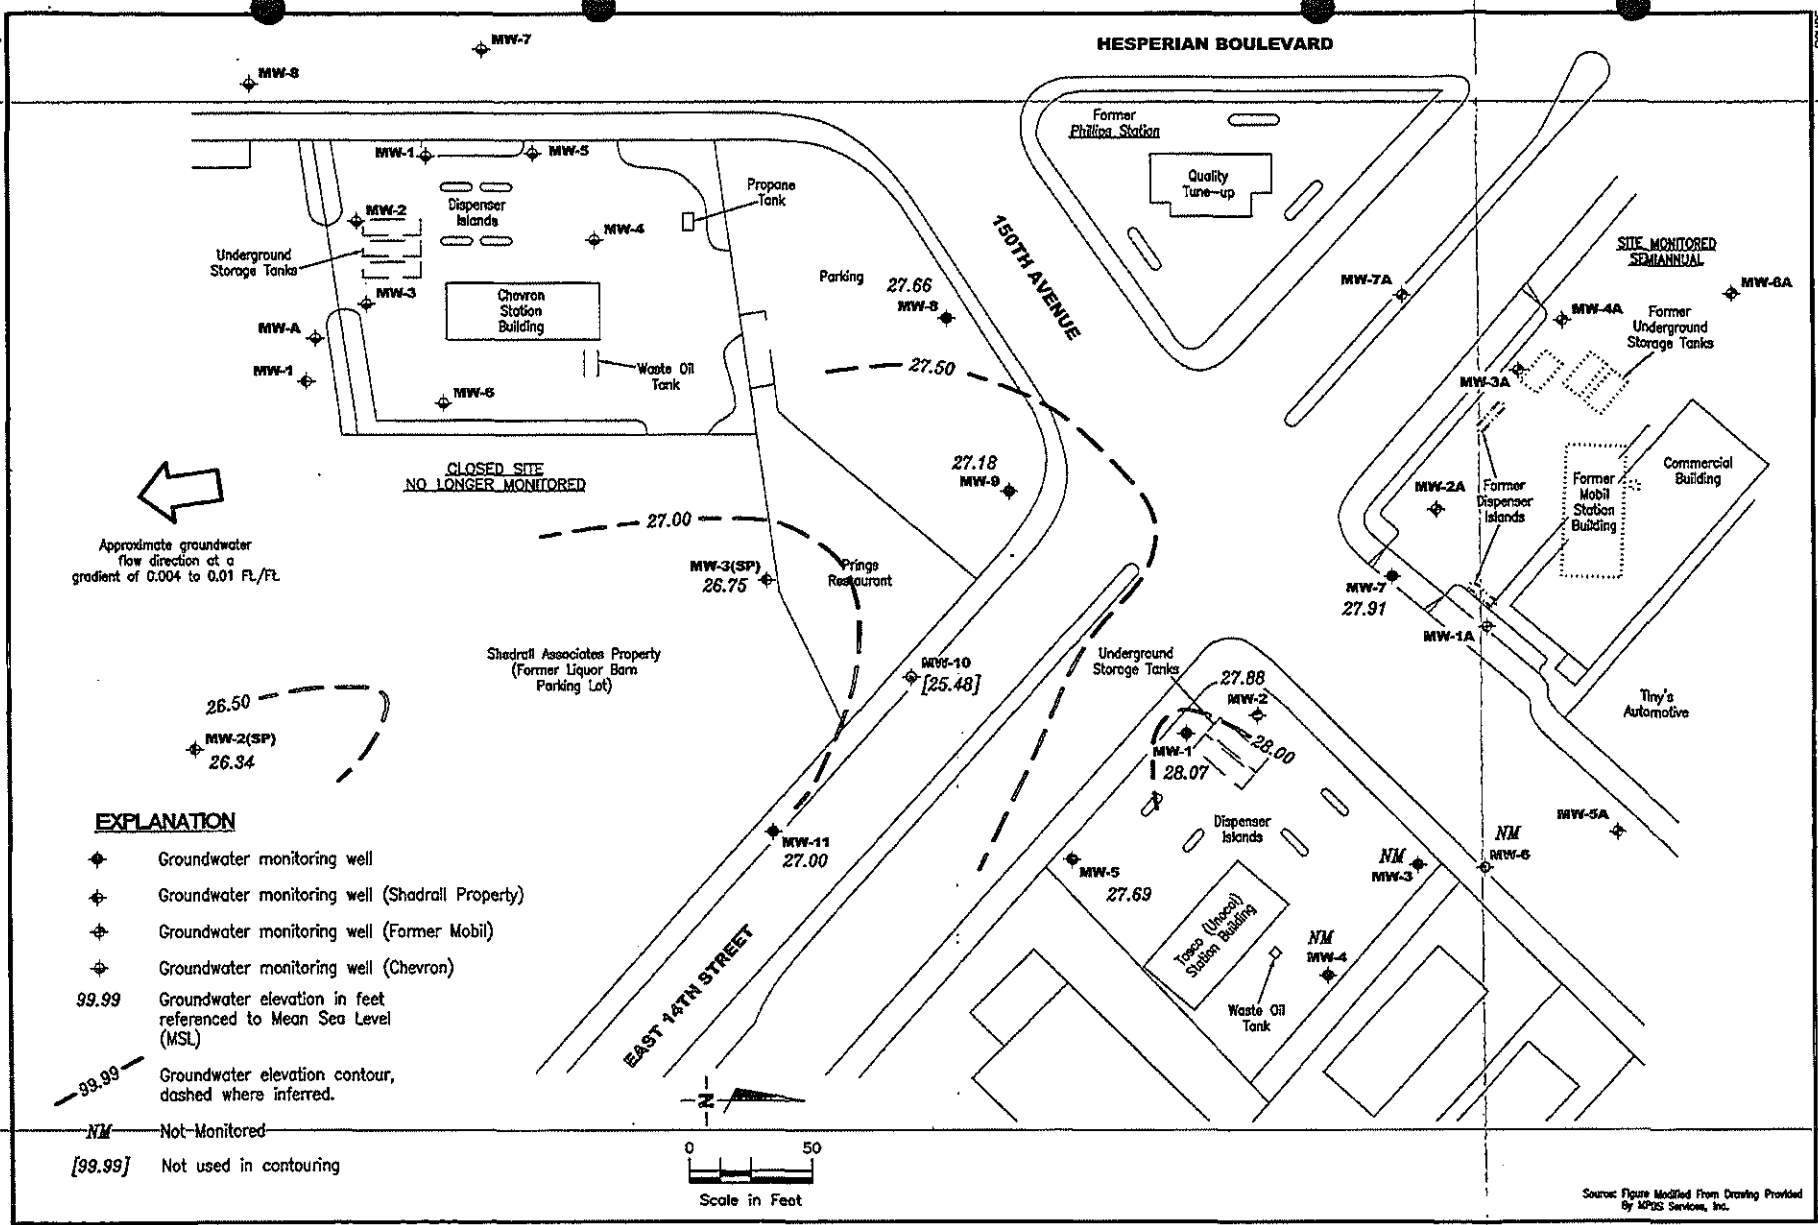 HESPERIAN BOULEVARD
MW-7
MW-8
Former
Phillips Station
Quality
Tune-up
MW-1
MW-5
Dispenser
Islands
Propane
Tank
MW-2
MW-4
Underground
Storage Tanks
MW-3
Chevron
Station
Building
MW-A
MW-1
Waste Oil
Tank
MW-6
Parking
27.66
MW-8
150TH AVENUE
27.50
MW-7A
SITE MONITORED
SEMIANNUAL
MW-6A
MW-4A
Former
Underground
Storage Tanks
MW-3A
Commercial
Building
MW-2A
Former
Dispenser
Islands
Former
Mobil
Station
Building
CLOSED SITE
NO LONGER MONITORED
27.18
MW-9
27.00
Approximate groundwater
flow direction at a
gradient of 0.004 to 0.01 Ft./Ft.
MW-3(SP)
26.75
Prings
Restaurant
MW-7
27.91
MW-1A
Shadrall Associates Property
(Former Liquor Barn
Parking Lot)
MW-10
[25.48]
Underground
Storage Tanks
27.88
MW-2
Tiny's
Automotive
26.50
MW-2(SP)
26.34
MW-1
28.07
28.00
Dispenser
Islands
MW-5A
MW-11
27.00
MW-5
27.69
NM
MW-3
NM
MW-6
Tosco (Unocal)
Station Building
NM
MW-4
Waste Oil
Tank
EAST 14TH STREET
EXPLANATION
Groundwater monitoring well
Groundwater monitoring well (Shadrall Property)
Groundwater monitoring well (Former Mobil)
Groundwater monitoring well (Chevron)
99.99 Groundwater elevation in feet
referenced to Mean Sea Level
(MSL)
99.99 Groundwater elevation contour,
dashed where inferred.
NM Not Monitored
[99.99] Not used in contouring
N
0 50
Scale in Feet
Source: Figure Modified From Drawing Provided
By MPDS Services, Inc.